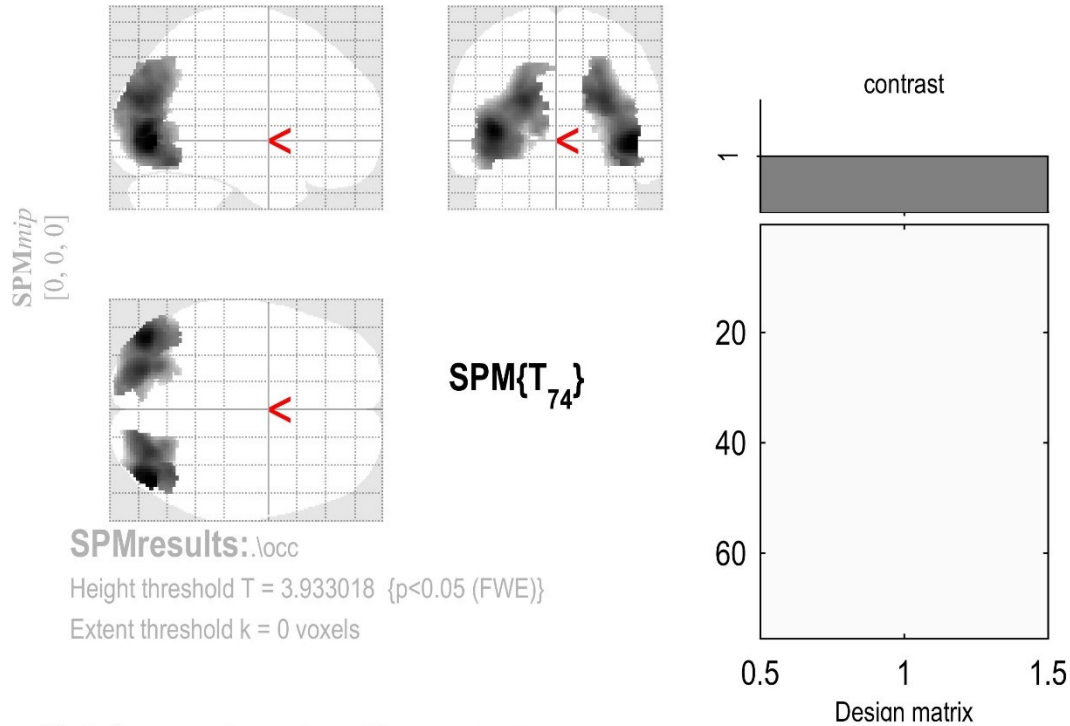 contrast
1
SPMmip
[0, 0, 0]
<
<
<
SPM{T74}
20
40
60
0.5 1 1.5
Design matrix
SPMresults:.\occ
Height threshold T = 3.933018 {p<0.05 (FWE)}
Extent threshold k = 0 voxels